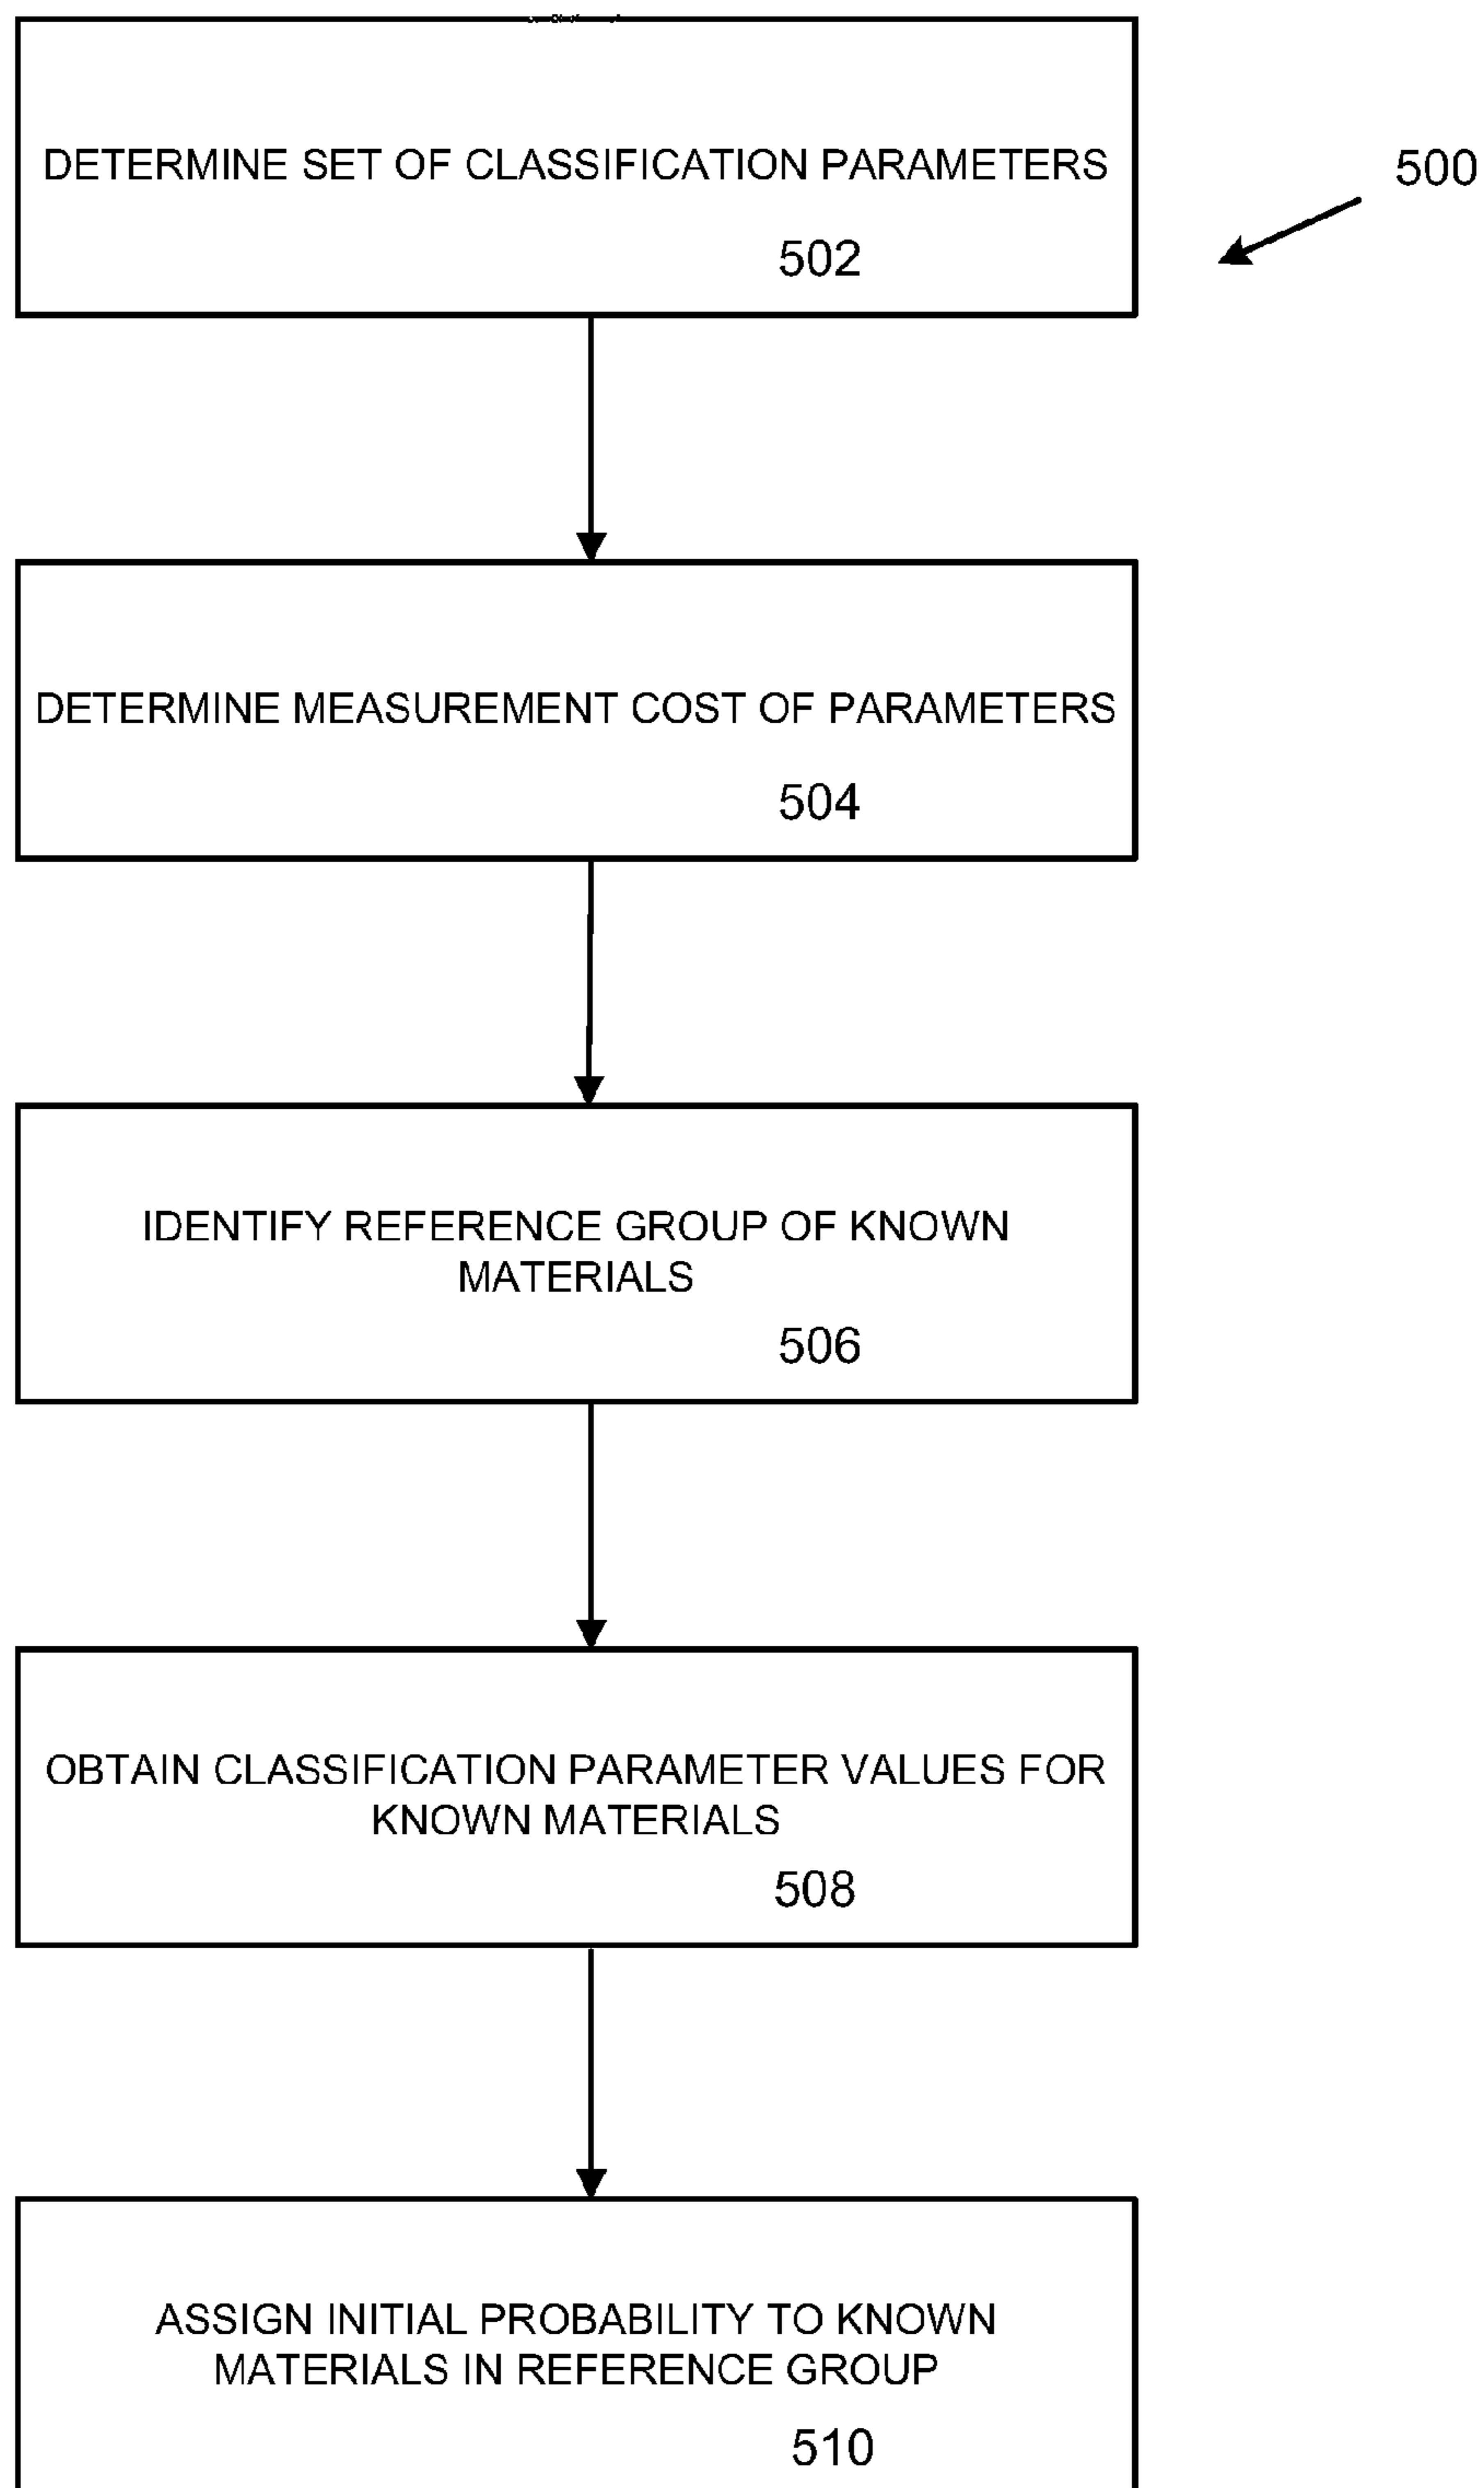 DETERMINE SET OF CLASSIFICATION PARAMETERS
502
500
DETERMINE MEASUREMENT COST OF PARAMETERS
504
IDENTIFY REFERENCE GROUP OF KNOWN
MATERIALS
506
OBTAIN CLASSIFICATION PARAMETER VALUES FOR
KNOWN MATERIALS
508
ASSIGN INITIAL PROBABILITY TO KNOWN
MATERIALS IN REFERENCE GROUP
510